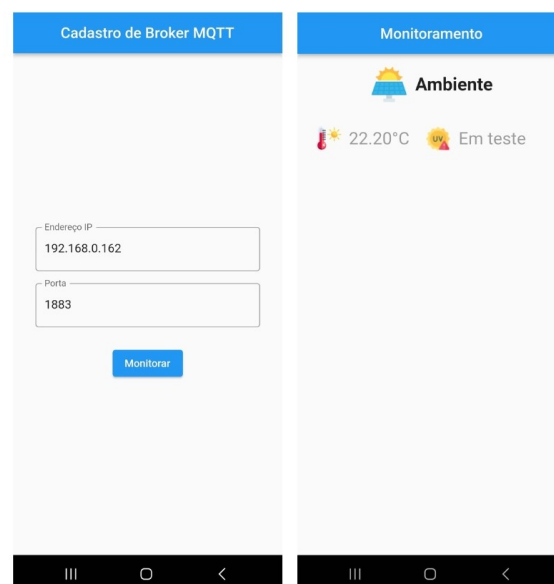 Cadastro de Broker MQTT
Endereço IP
192.168.0.162
Porta
1883
Monitorar
Monitoramento
Ambiente
22.20°C
UV
Em teste